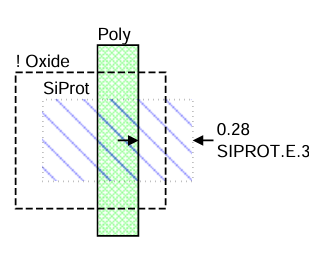 Poly
! Oxide
SiProt
0.28
SIPROT.E.3